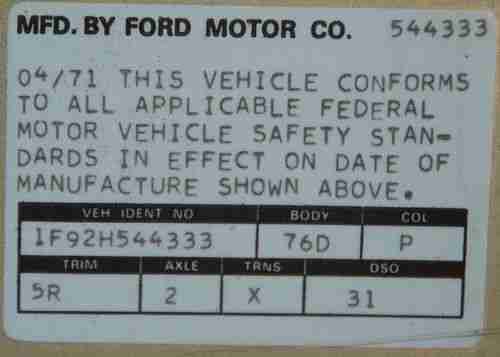 MFD. BY FORD MOTOR CO. 544333
04/71 THIS VEHICLE CONFORMS
TO ALL APPLICABLE FEDERAL
MOTOR VEHICLE SAFETY STAN-
DARDS IN EFFECT ON DATE OF
MANUFACTURE SHOWN ABOVE.
VEH IDENT NO BODY COL
1F92H544333 76D P
TRIM AXLE TRNS DSO
5R 2 X 31